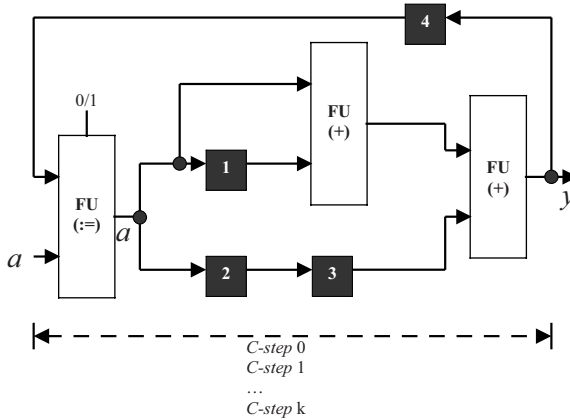 4
0/1
FU
(+)
FU
(+)
1
FU
(:=)
a
a
y
2
3
C-step 0
C-step 1
...
C-step k